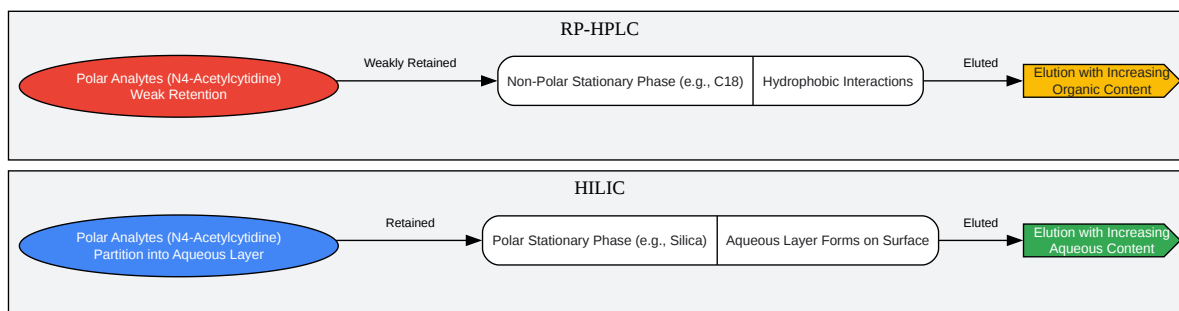 RP-HPLC
Polar Analytes (N4-Acetylcytidine)
Weak Retention
Weakly Retained
Non-Polar Stationary Phase (e.g., C18)
Hydrophobic Interactions
Eluted
Elution with Increasing
Organic Content
HILIC
Polar Analytes (N4-Acetylcytidine)
Partition into Aqueous Layer
Retained
Polar Stationary Phase (e.g., Silica)
Aqueous Layer Forms on Surface
Eluted
Elution with Increasing
Aqueous Content